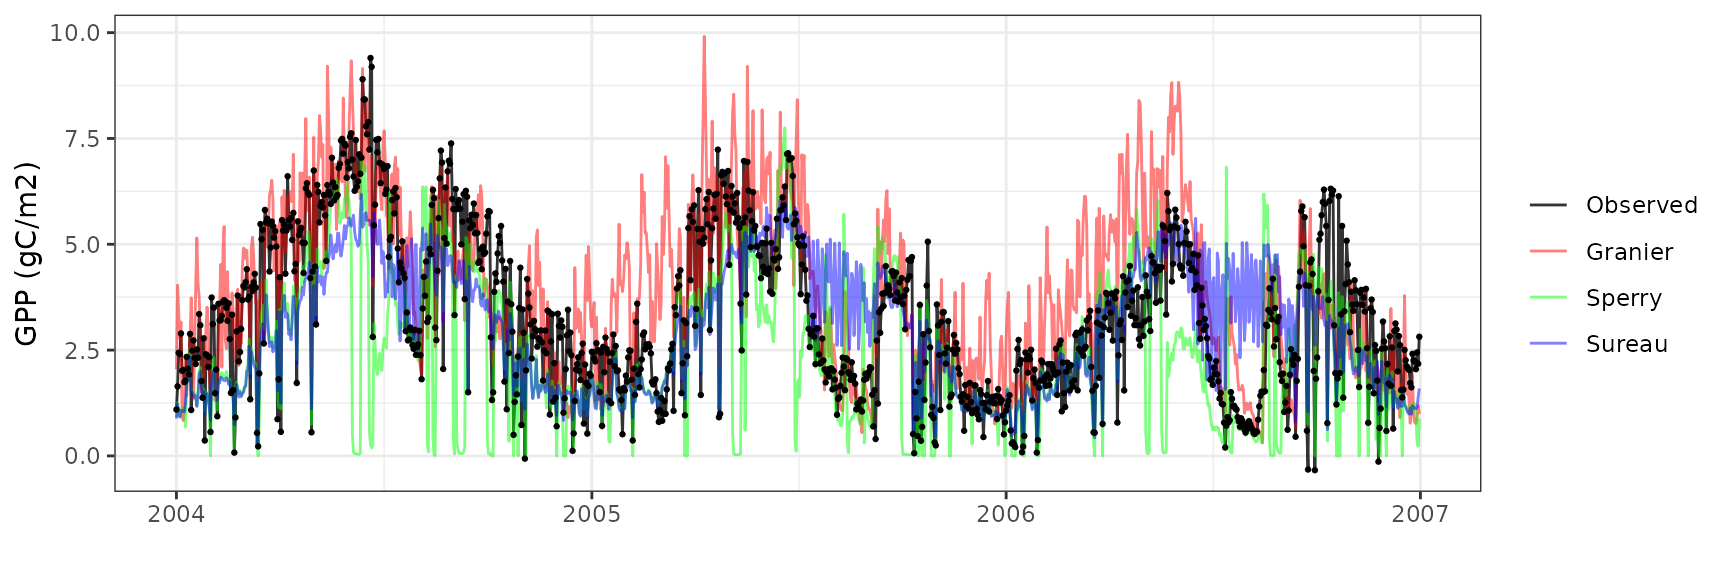 GPP (gC/m2)
10.0
7.5
5.0
2.5
0.0
2004 2005 2006 2007
Observed
Granier
Sperry
Sureau